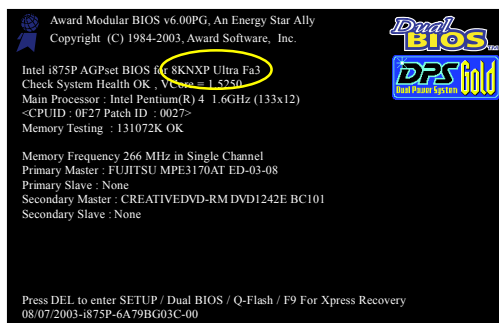 Award Modular BIOS v6.00PG, An Energy Star Ally
Copyright (C) 1984-2003, Award Software, Inc.
Dual BIOS
Intel i875P AGPset BIOS for 8KNXP Ultra Fa3
Check System Health OK , VCore = 1.5250
DPS Gold
Dual Power System
Main Processor : Intel Pentium(R) 4 1.6GHz (133x12)
<CPUID : 0F27 Patch ID : 0027>
Memory Testing : 131072K OK
Memory Frequency 266 MHz in Single Channel
Primary Master : FUJITSU MPE3170AT ED-03-08
Primary Slave : None
Secondary Master : CREATIVEDVD-RM DVD1242E BC101
Secondary Slave : None
Press DEL to enter SETUP / Dual BIOS / Q-Flash / F9 For Xpress Recovery
08/07/2003-i875P-6A79BG03C-00